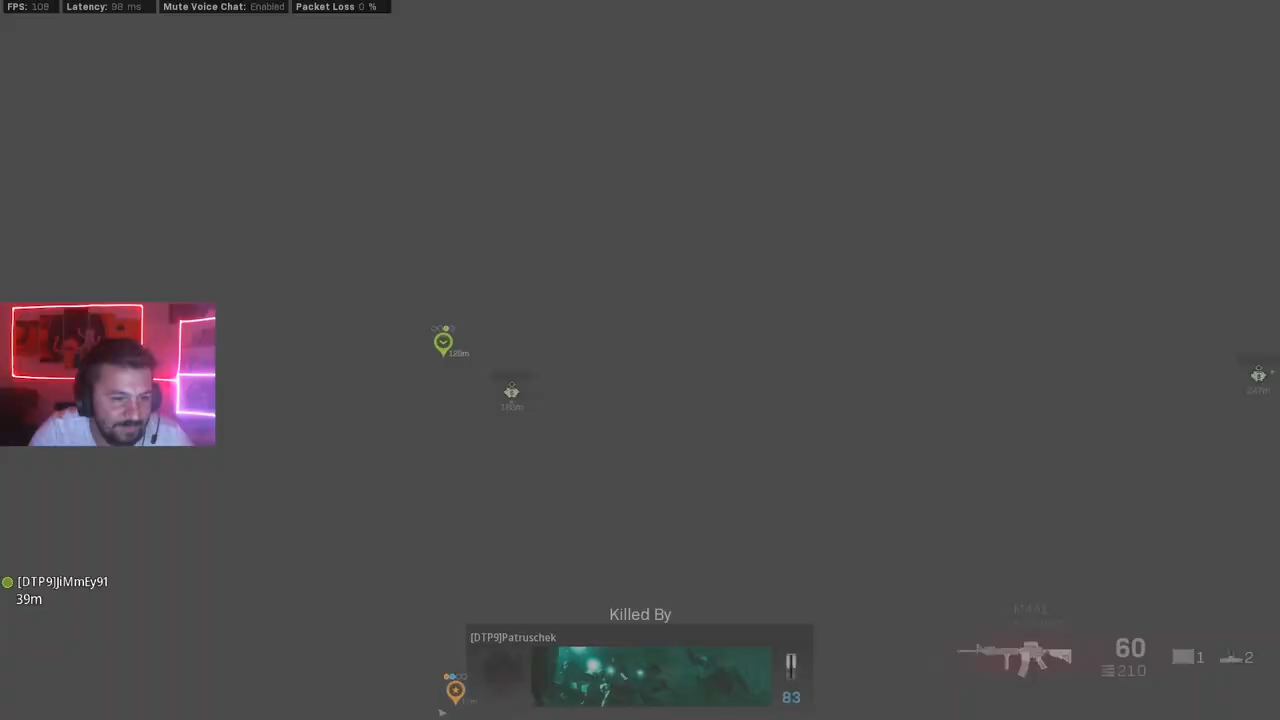 FPS: 109 Latency: 98 ms Mute Voice Chat: Enabled Packet Loss 0 %
[DTP9]JiMmEy91
39m
Killed By
[DTP9]Patruschek
83
60
210
1
2